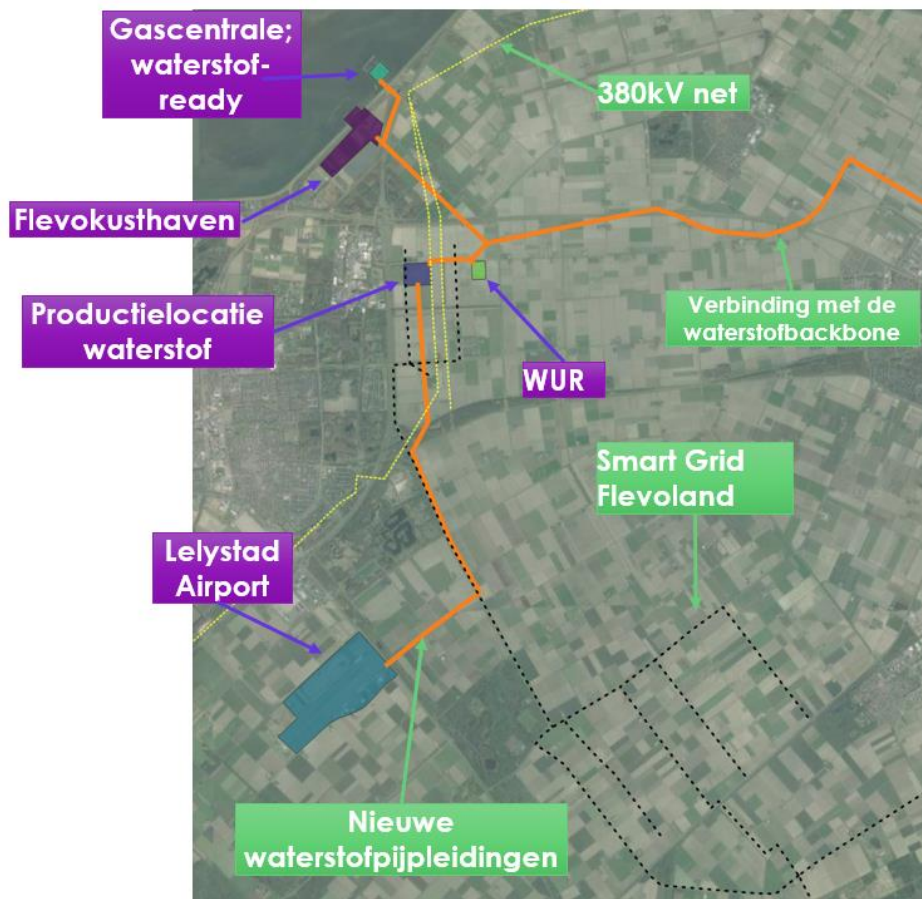 Gascentrale;
waterstof-
ready
380kV net
Flevokusthaven
Productielocatie
waterstof
Verbinding met de
waterstofbackbone
WUR
Smart Grid
Flevoland
Lelystad
Airport
Nieuwe
waterstofpijpleidingen